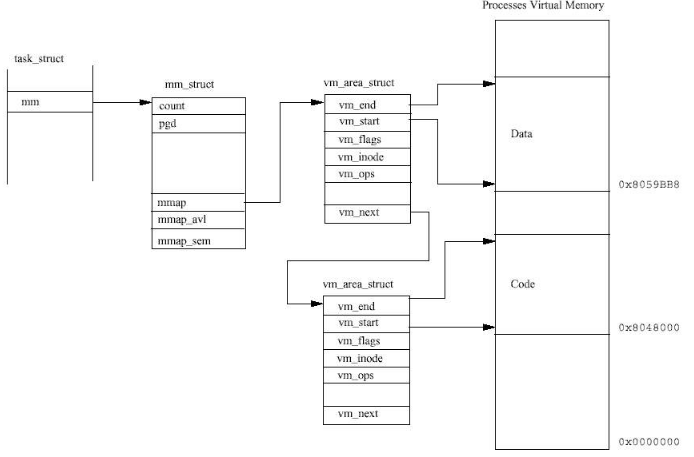 Processes Virtual Memory
task_struct
mm
mm_struct
count
pgd
mmap
mmap_avl
mmap_sem
vm_area_struct
vm_end
vm_start
vm_flags
vm_inode
vm_ops
vm_next
vm_area_struct
vm_end
vm_start
vm_flags
vm_inode
vm_ops
vm_next
Data
0x8059BB8
Code
0x8048000
0x0000000